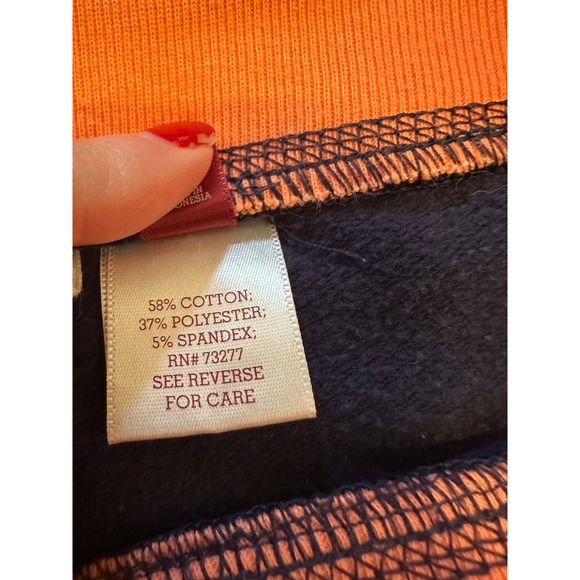 58% COTTON;
37% POLYESTER;
5% SPANDEX;
RN# 73277
SEE REVERSE
FOR CARE